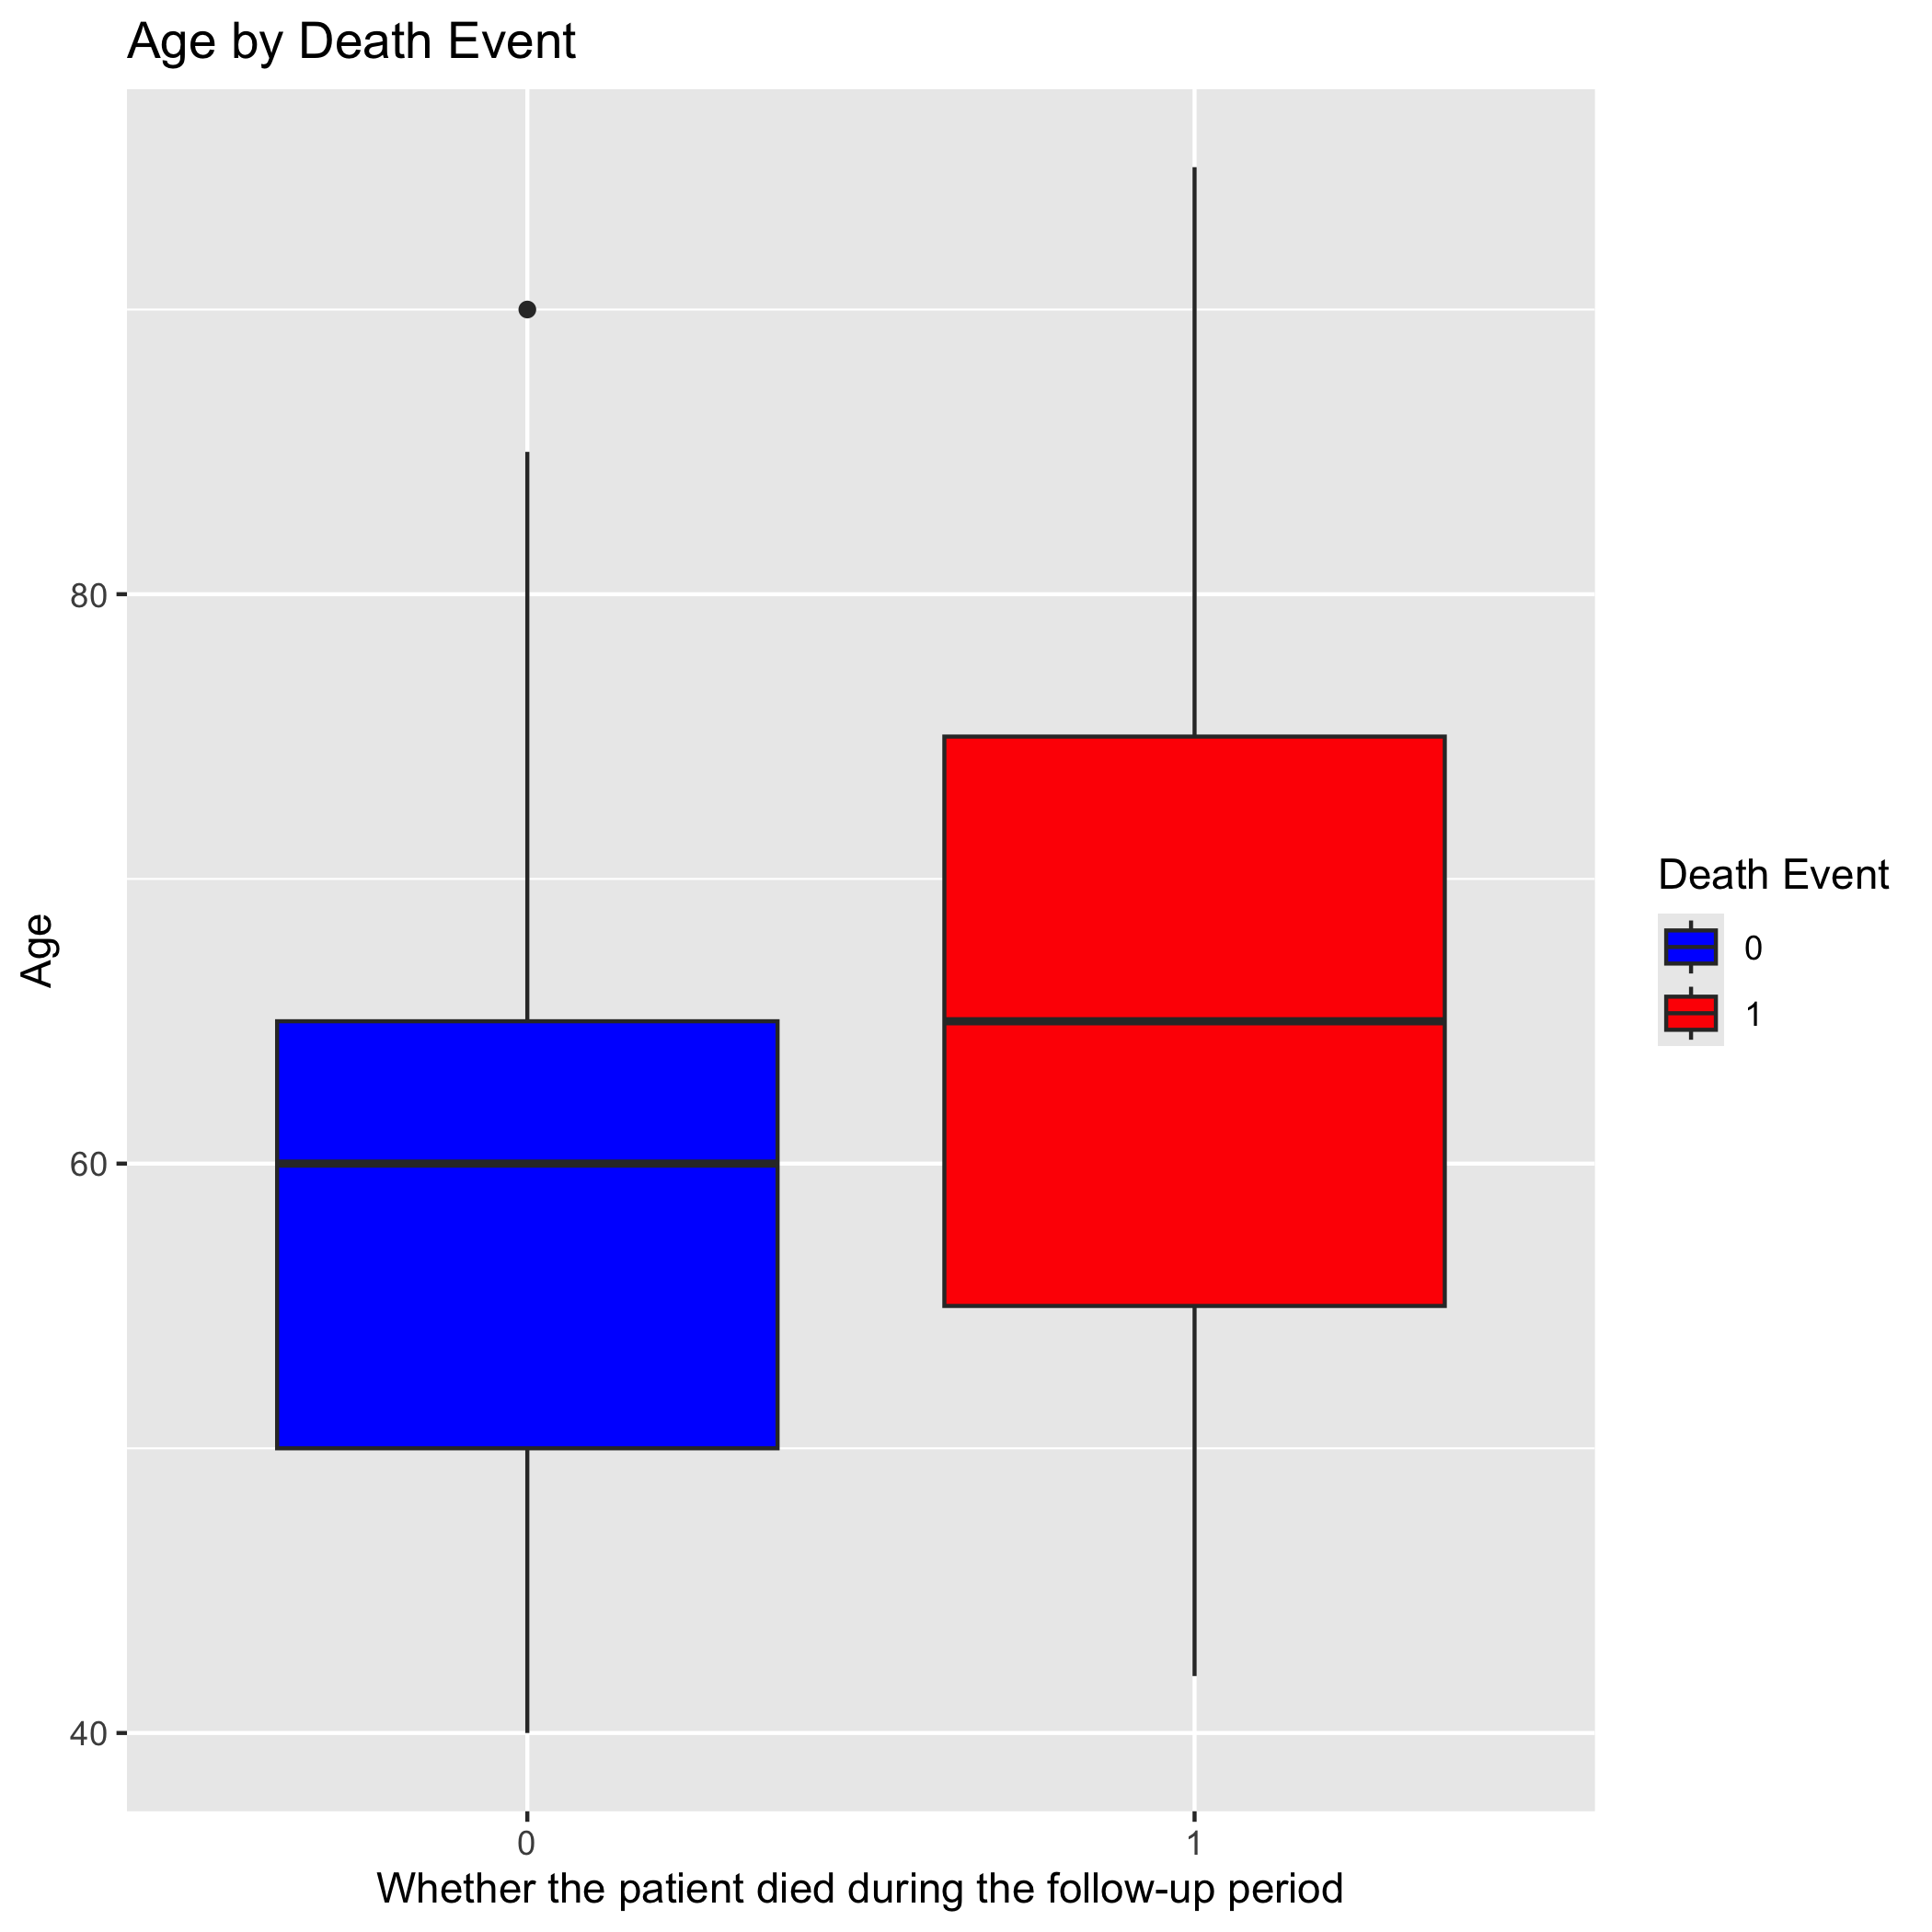 Age by Death Event
80
60
40
Age
0
1
Whether the patient died during the follow-up period
Death Event
0
1